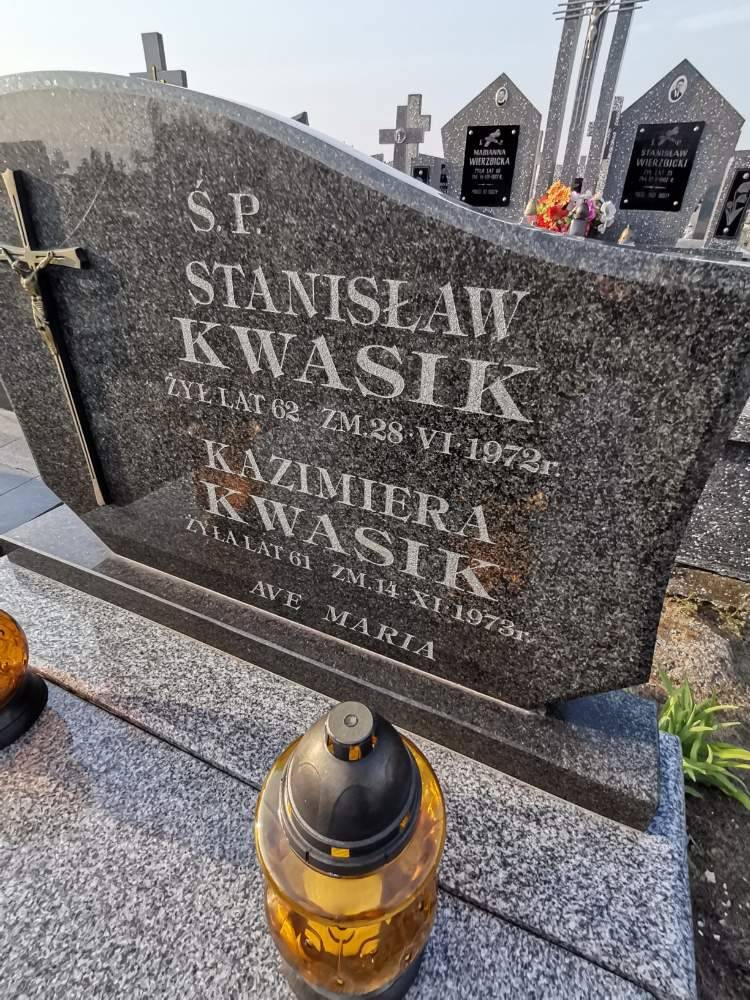 Ś.P.
STANISŁAW
KWASIK
ŻYŁ LAT 62 ZM. 28·VI·1972r.
KAZIMIERA
KWASIK
ŻYŁA LAT 61 ZM. 14·XI·1973r.
AVE MARIA
MARIANNA
WIERZBICKA
STANISŁAW
WIERZBICKI